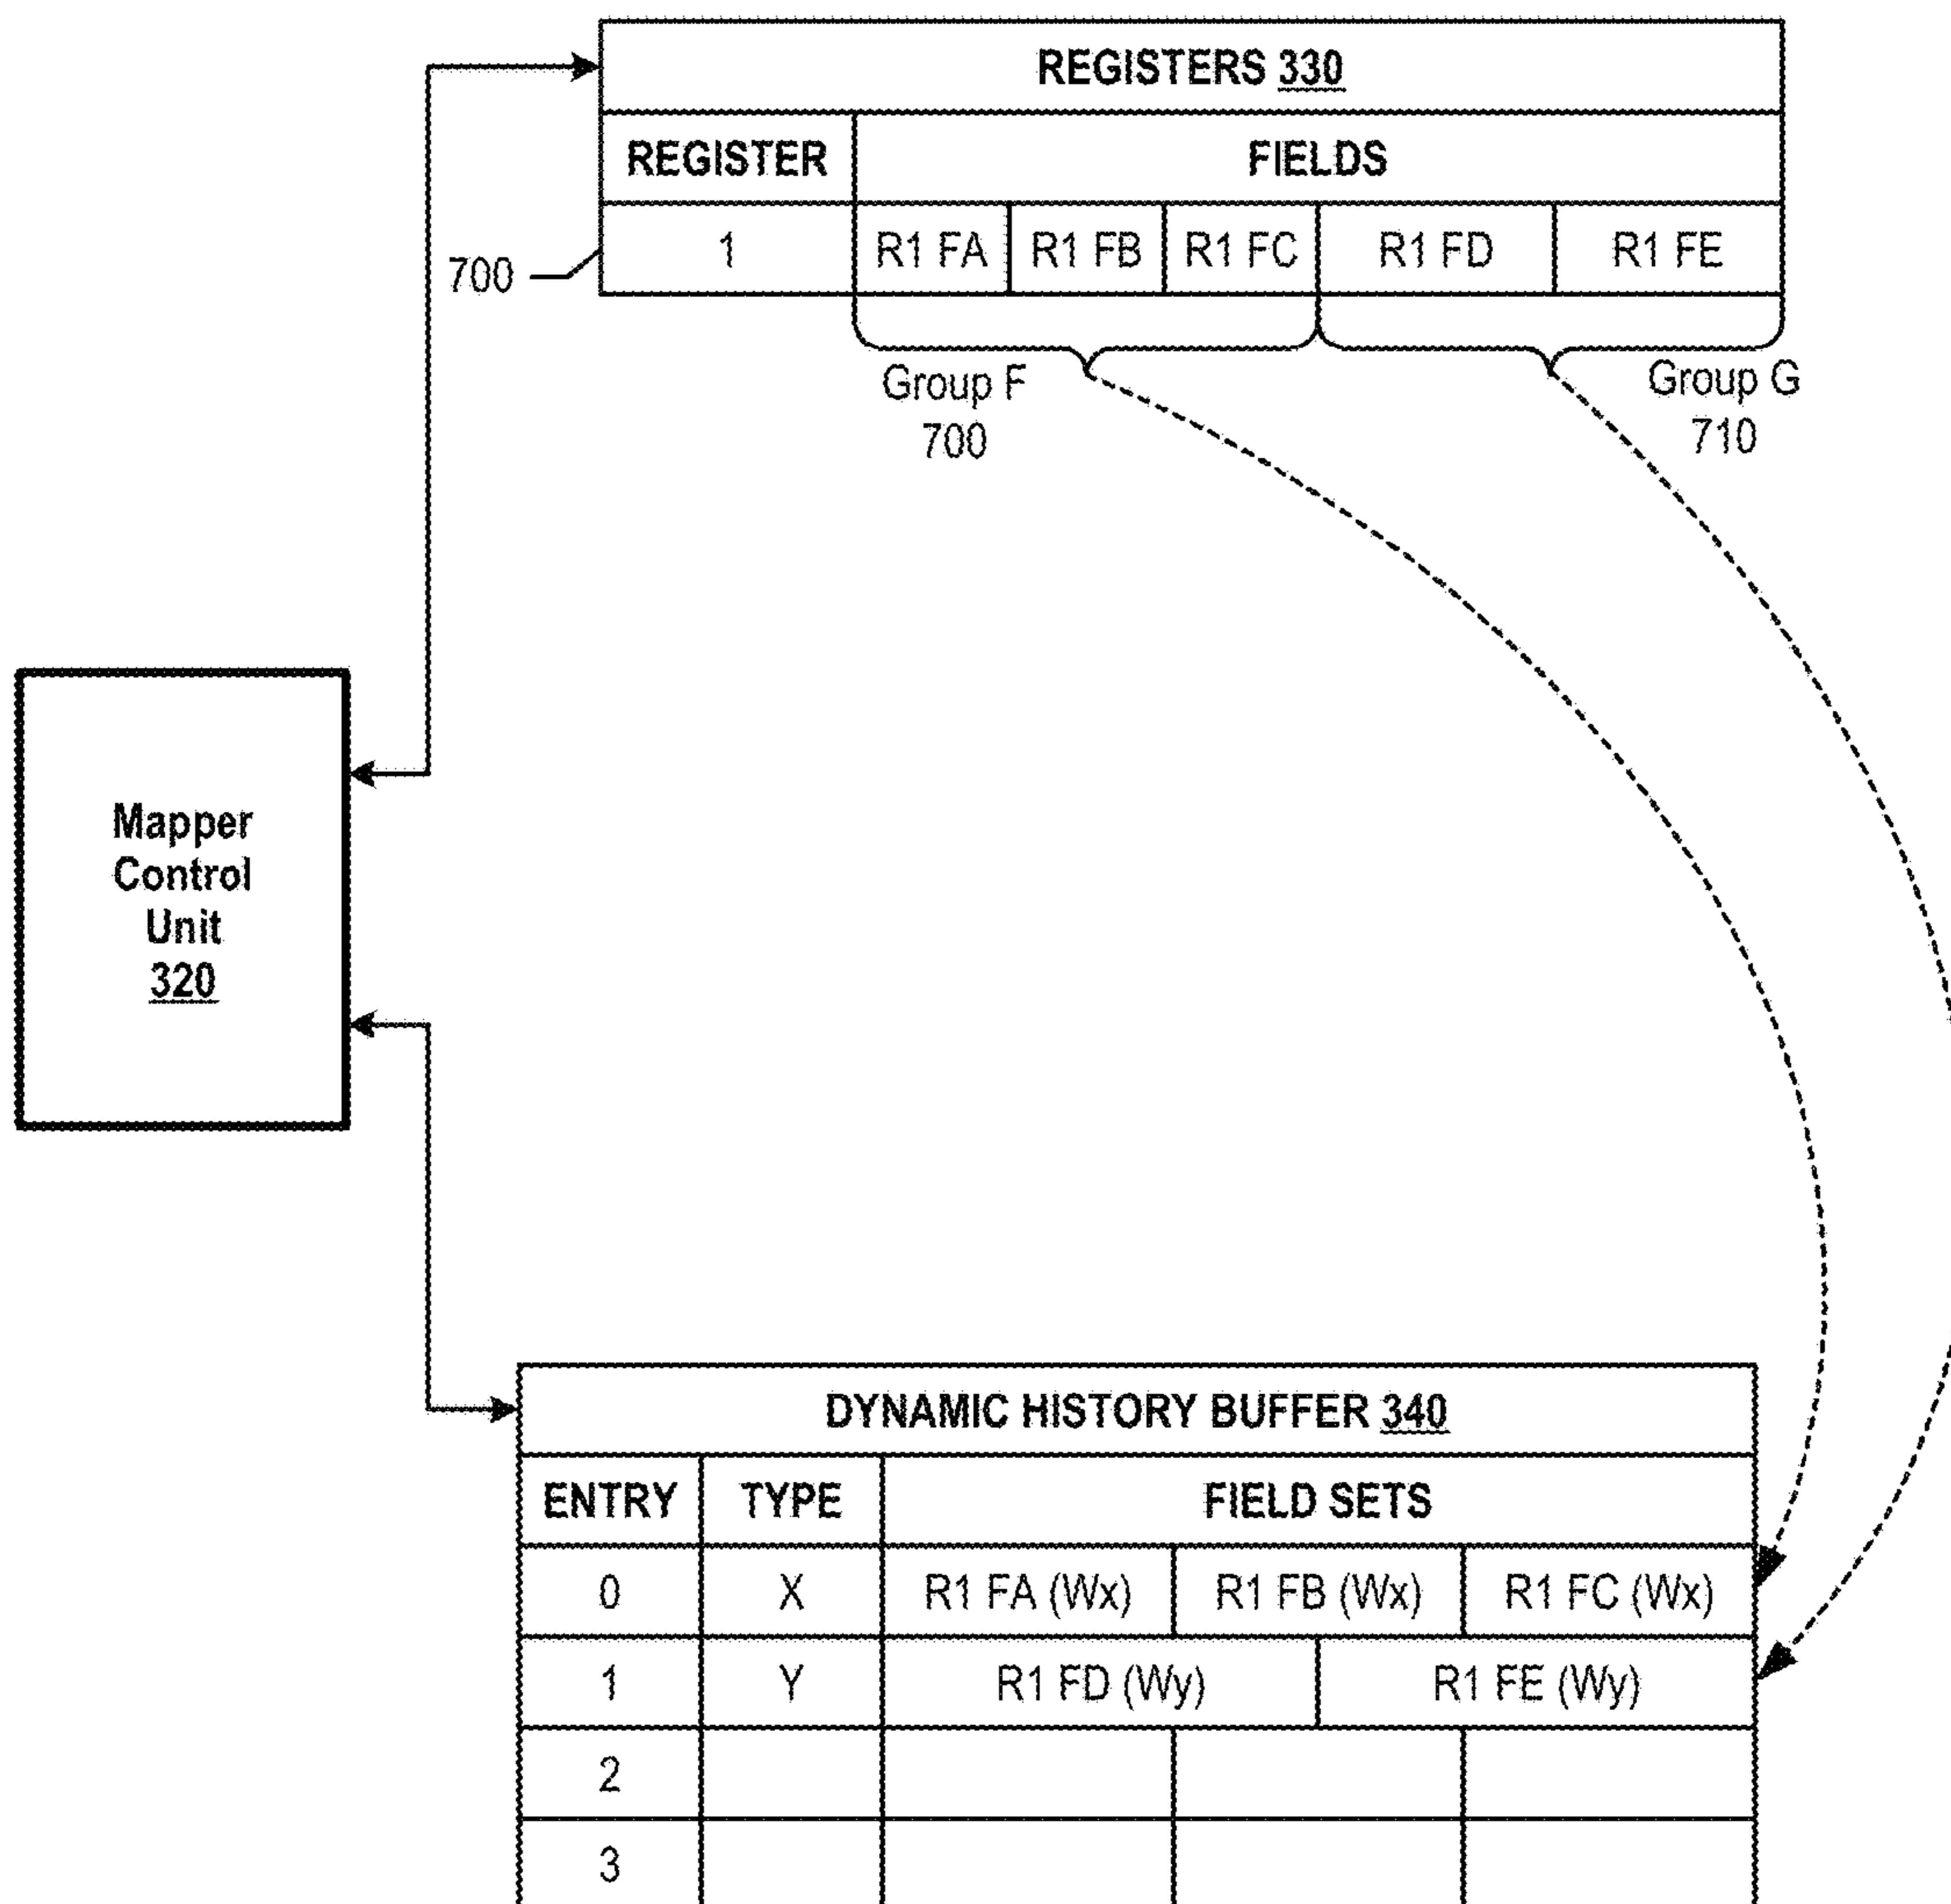 REGISTERS 330
REGISTER FIELDS
1 R1 FA R1 FB R1 FC R1 FD R1 FE
700
Group F
700
Group G
710
Mapper
Control
Unit
320
DYNAMIC HISTORY BUFFER 340
ENTRY TYPE FIELD SETS
0 X R1 FA (Wx) R1 FB (Wx) R1 FC (Wx)
1 Y R1 FD (Wy) R1 FE (Wy)
2
3